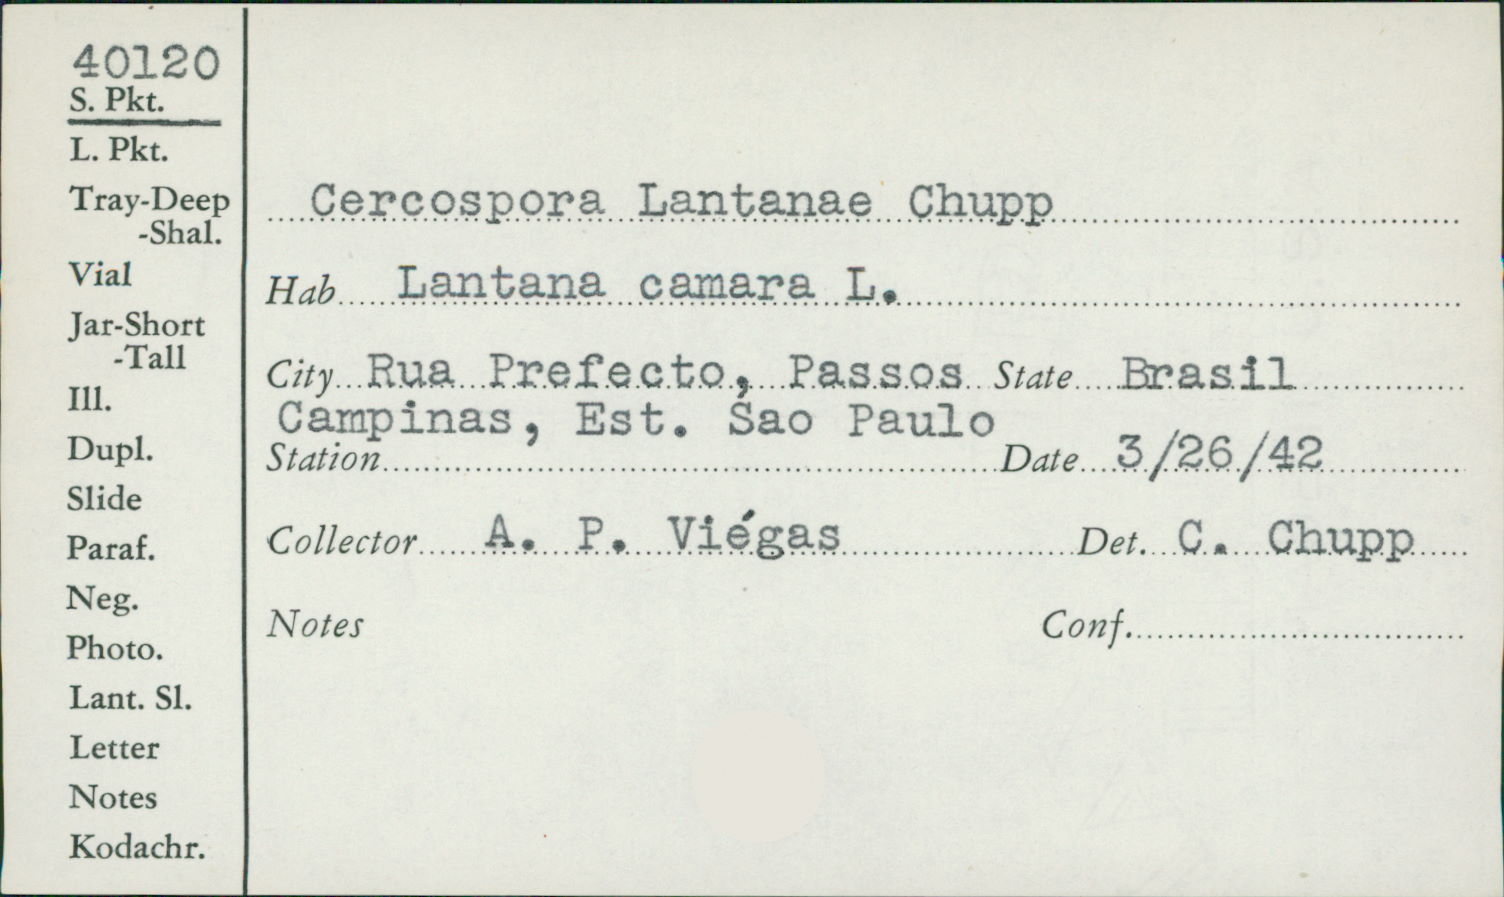 40120
S. Pkt.
L. Pkt.
Tray-Deep
-Shal.
Vial
Jar-Short
-Tall
Ill.
Dupl.
Slide
Paraf.
Neg.
Photo.
Lant. Sl.
Letter
Notes
Kodachr.
Cercospora Lantanae Chupp
Hab Lantana camara L.
City Rua Prefecto, Passos State Brasil
Campinas, Est. Sao Paulo
Station Date 3/26/42
Collector A. P. Viégas Det. C. Chupp
Notes Conf.